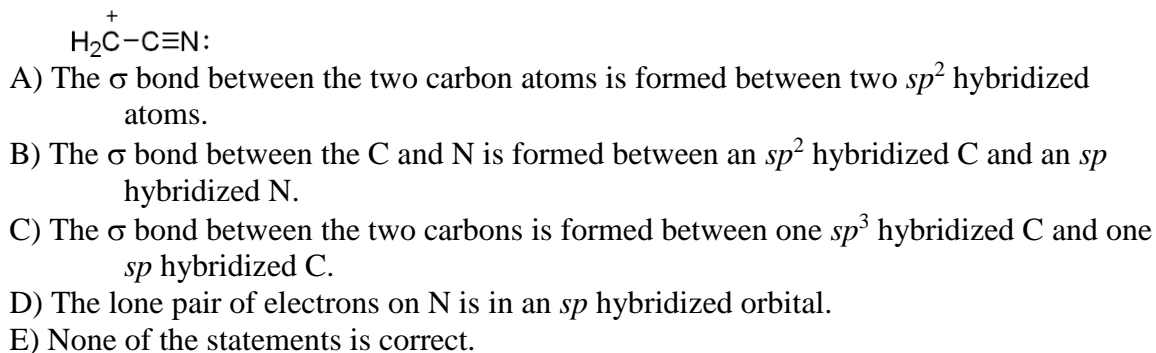 +
H₂C–C≡N:
A) The σ bond between the two carbon atoms is formed between two sp² hybridized
atoms.
B) The σ bond between the C and N is formed between an sp² hybridized C and an sp
hybridized N.
C) The σ bond between the two carbons is formed between one sp³ hybridized C and one
sp hybridized C.
D) The lone pair of electrons on N is in an sp hybridized orbital.
E) None of the statements is correct.